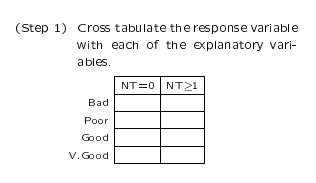 (Step 1) Cross tabulate the response variable
with each of the explanatory vari-
ables.
NT=0 NT≥1
Bad
Poor
Good
V.Good